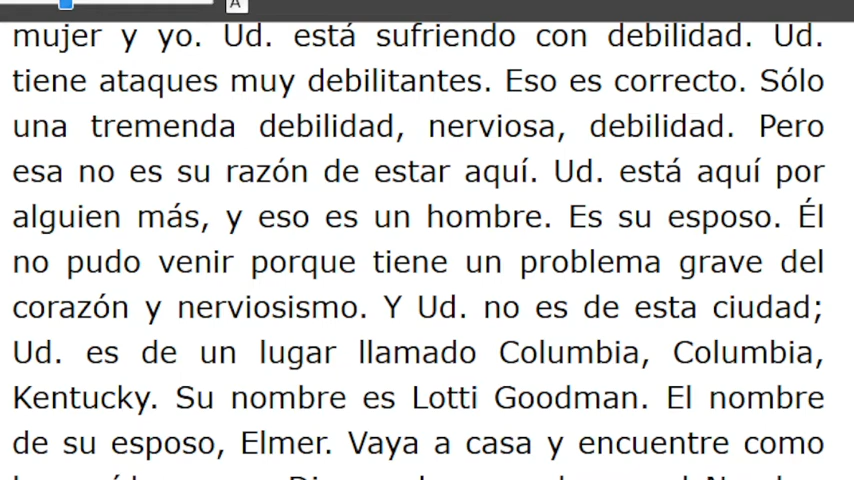 A
mujer y yo. Ud. está sufriendo con debilidad. Ud.
tiene ataques muy debilitantes. Eso es correcto. Sólo
una tremenda debilidad, nerviosa, debilidad. Pero
esa no es su razón de estar aquí. Ud. está aquí por
alguien más, y eso es un hombre. Es su esposo. Él
no pudo venir porque tiene un problema grave del
corazón y nerviosismo. Y Ud. no es de esta ciudad;
Ud. es de un lugar llamado Columbia, Columbia,
Kentucky. Su nombre es Lotti Goodman. El nombre
de su esposo, Elmer. Vaya a casa y encuentre como